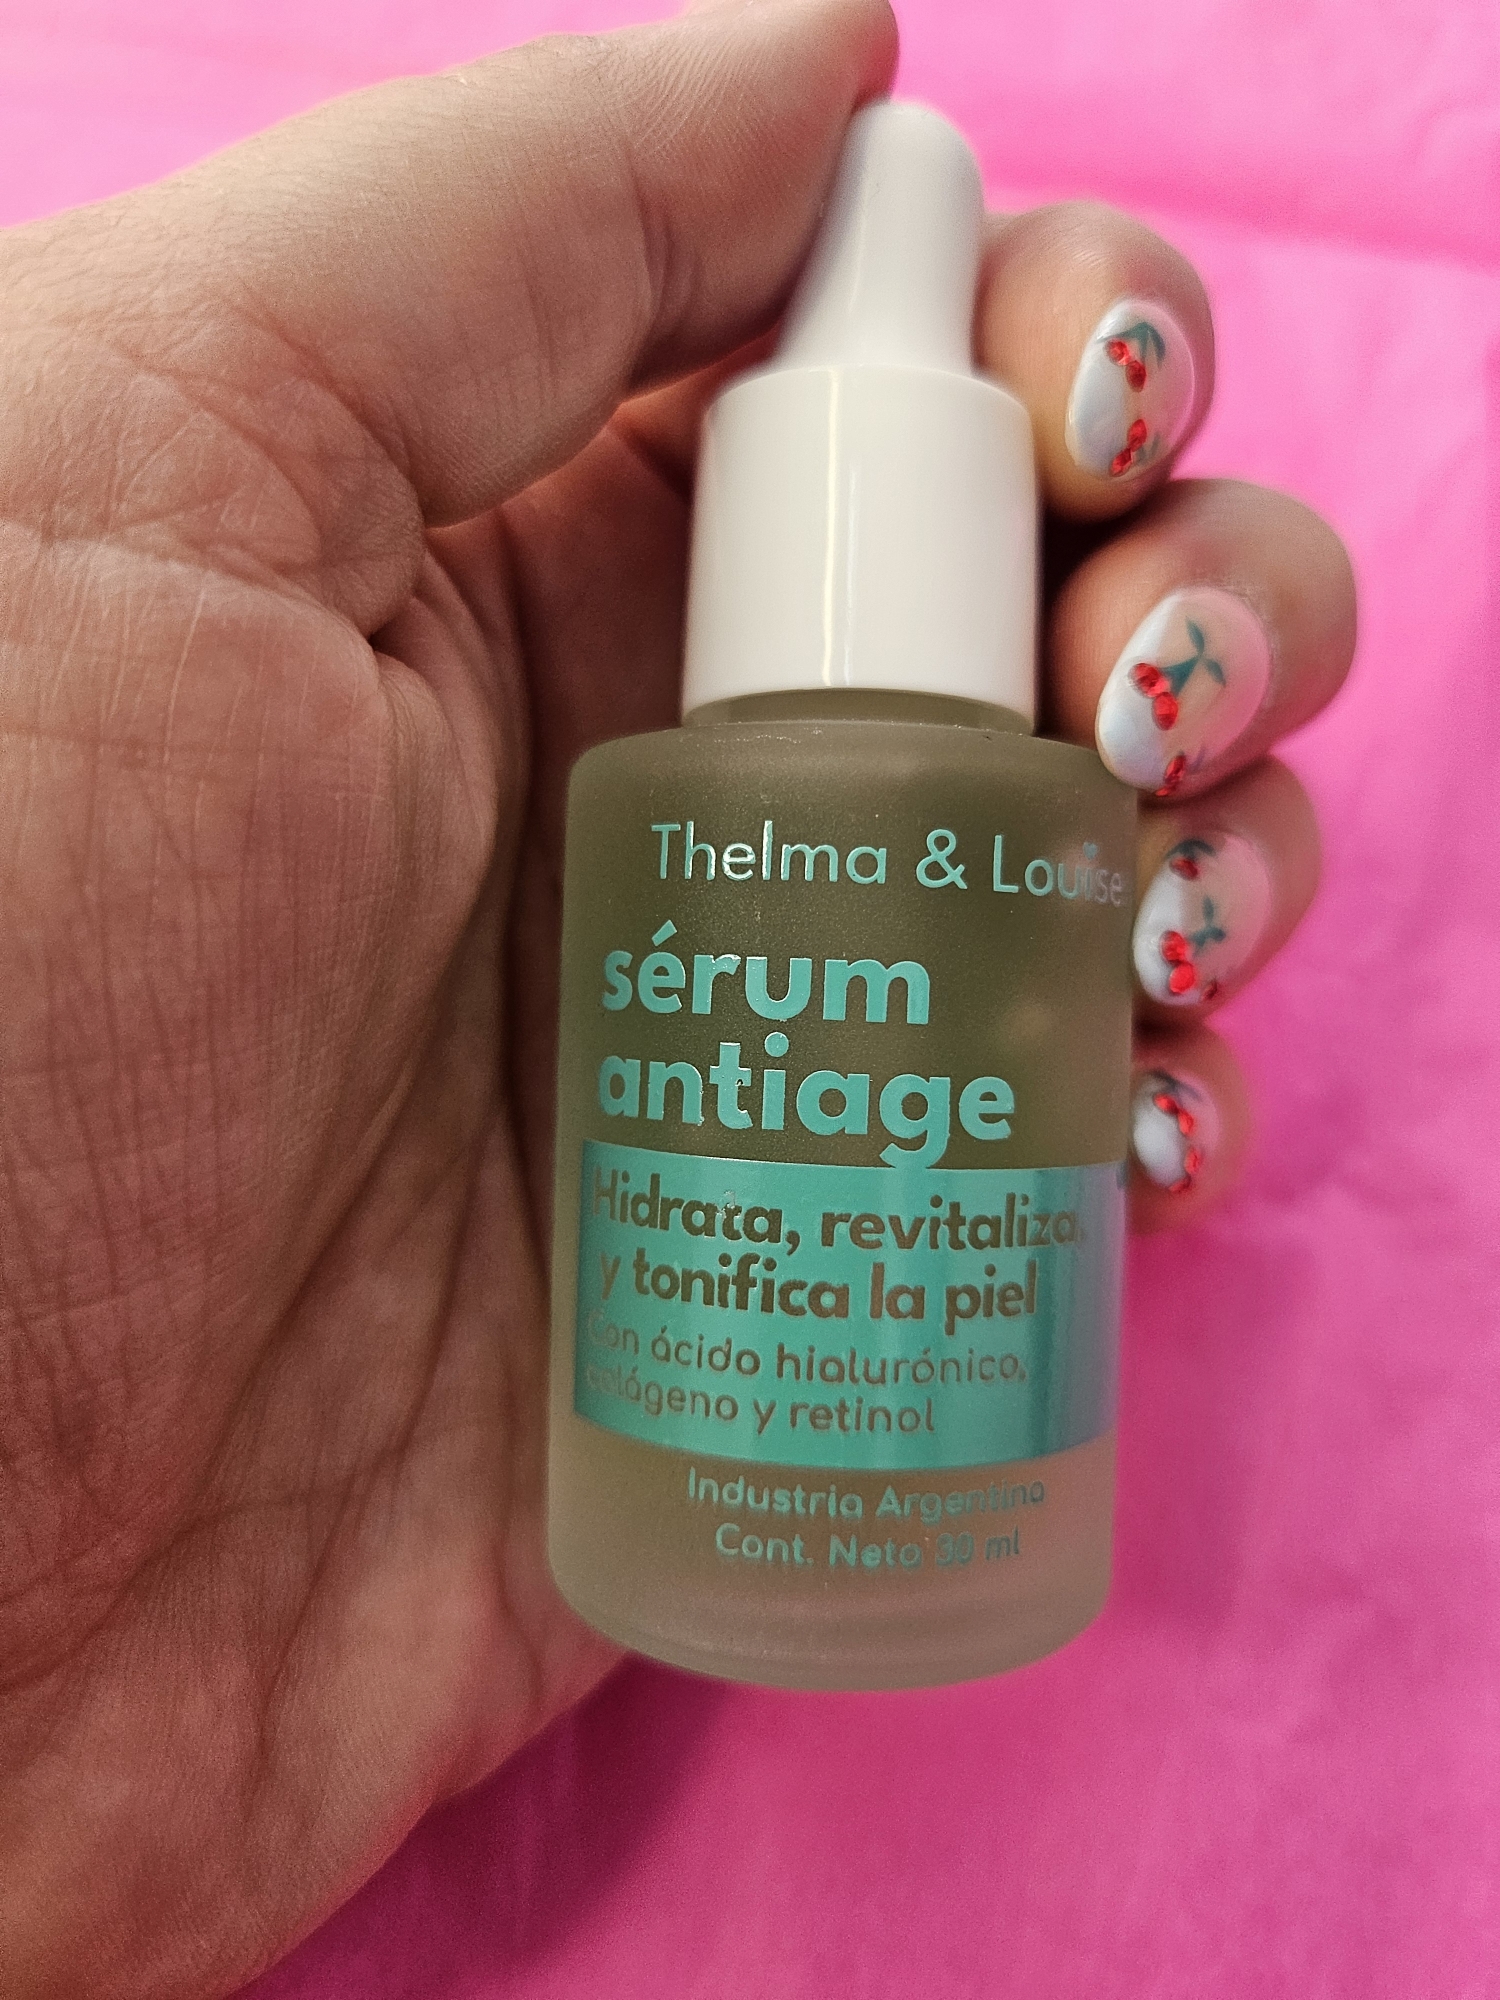 Thelma & Louise
sérum
antiage
Hidrata, revitaliza,
y tonifica la piel
Con ácido hialurónico,
colágeno y retinol
Industria Argentina
Cont. Neto 30 ml